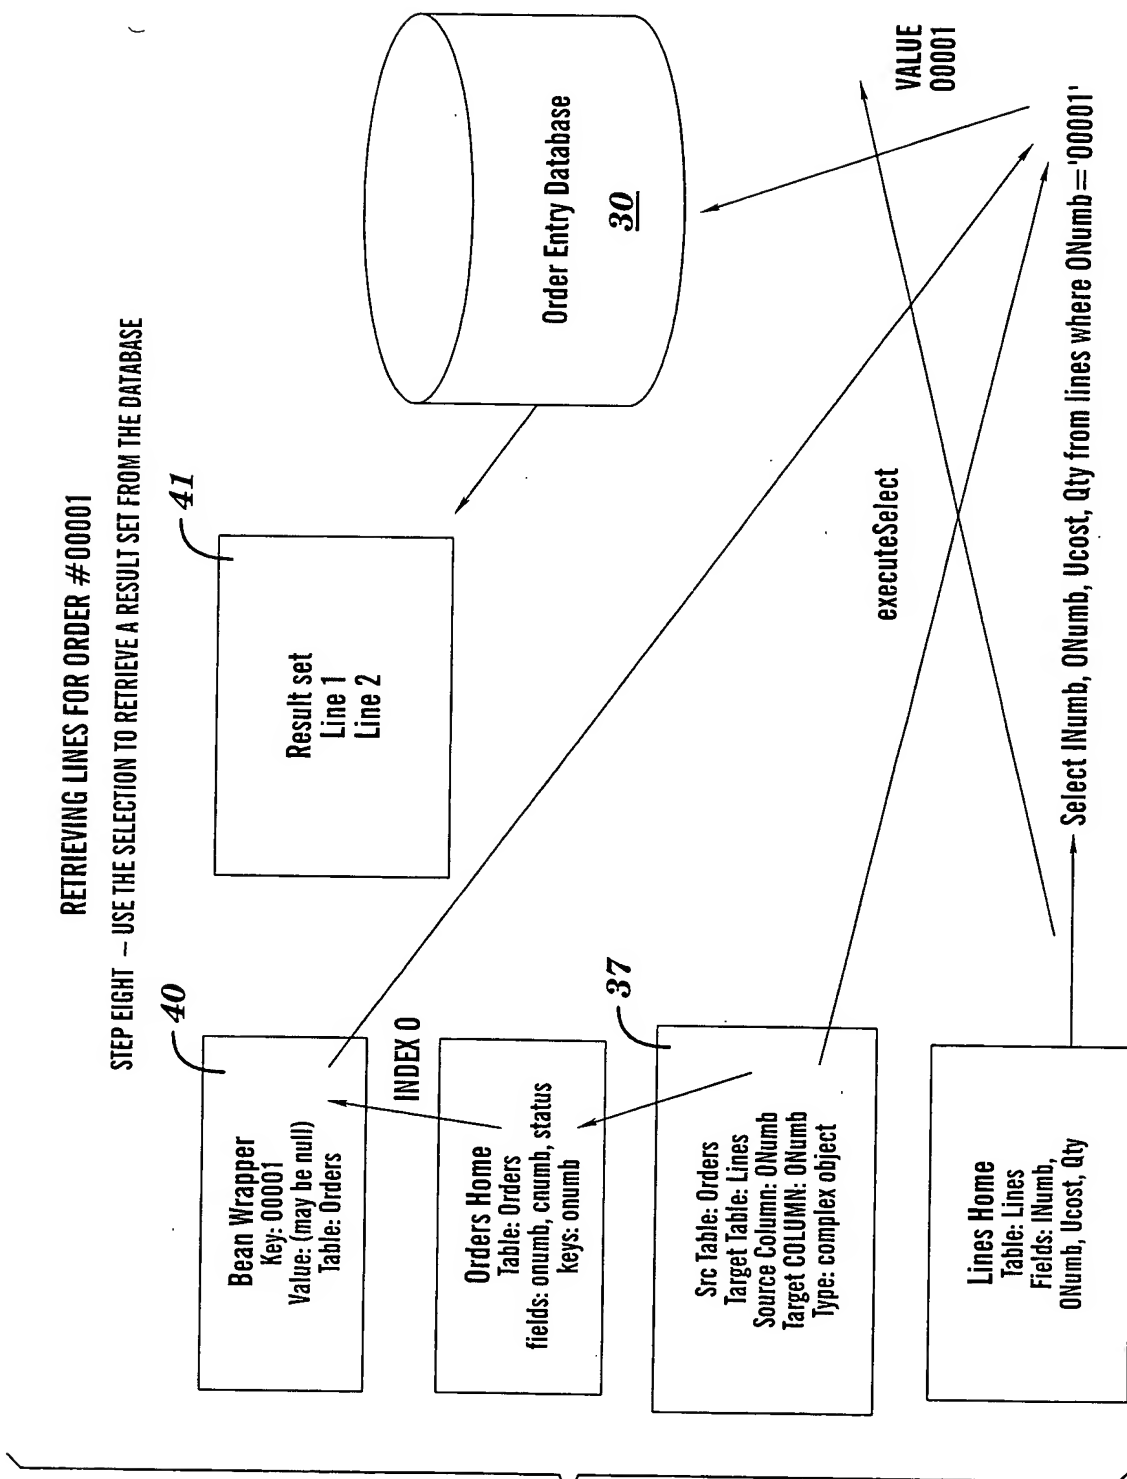 RETRIEVING LINES FOR ORDER #00001
STEP EIGHT – USE THE SELECTION TO RETRIEVE A RESULT SET FROM THE DATABASE
40
Bean Wrapper
Key: 00001
Value: (may be null)
Table: Orders
INDEX 0
Orders Home
Table: Orders
fields: onumb, cnumb, status
keys: onumb
37
Src Table: Orders
Target Table: Lines
Source Column: ONumb
Target COLUMN: ONumb
Type: complex object
Lines Home
Table: Lines
Fields: INumb,
ONumb, Ucost, Qty
41
Result set
Line 1
Line 2
Order Entry Database
30
executeSelect
VALUE
00001
Select INumb, ONumb, Ucost, Qty from lines where ONumb='00001'